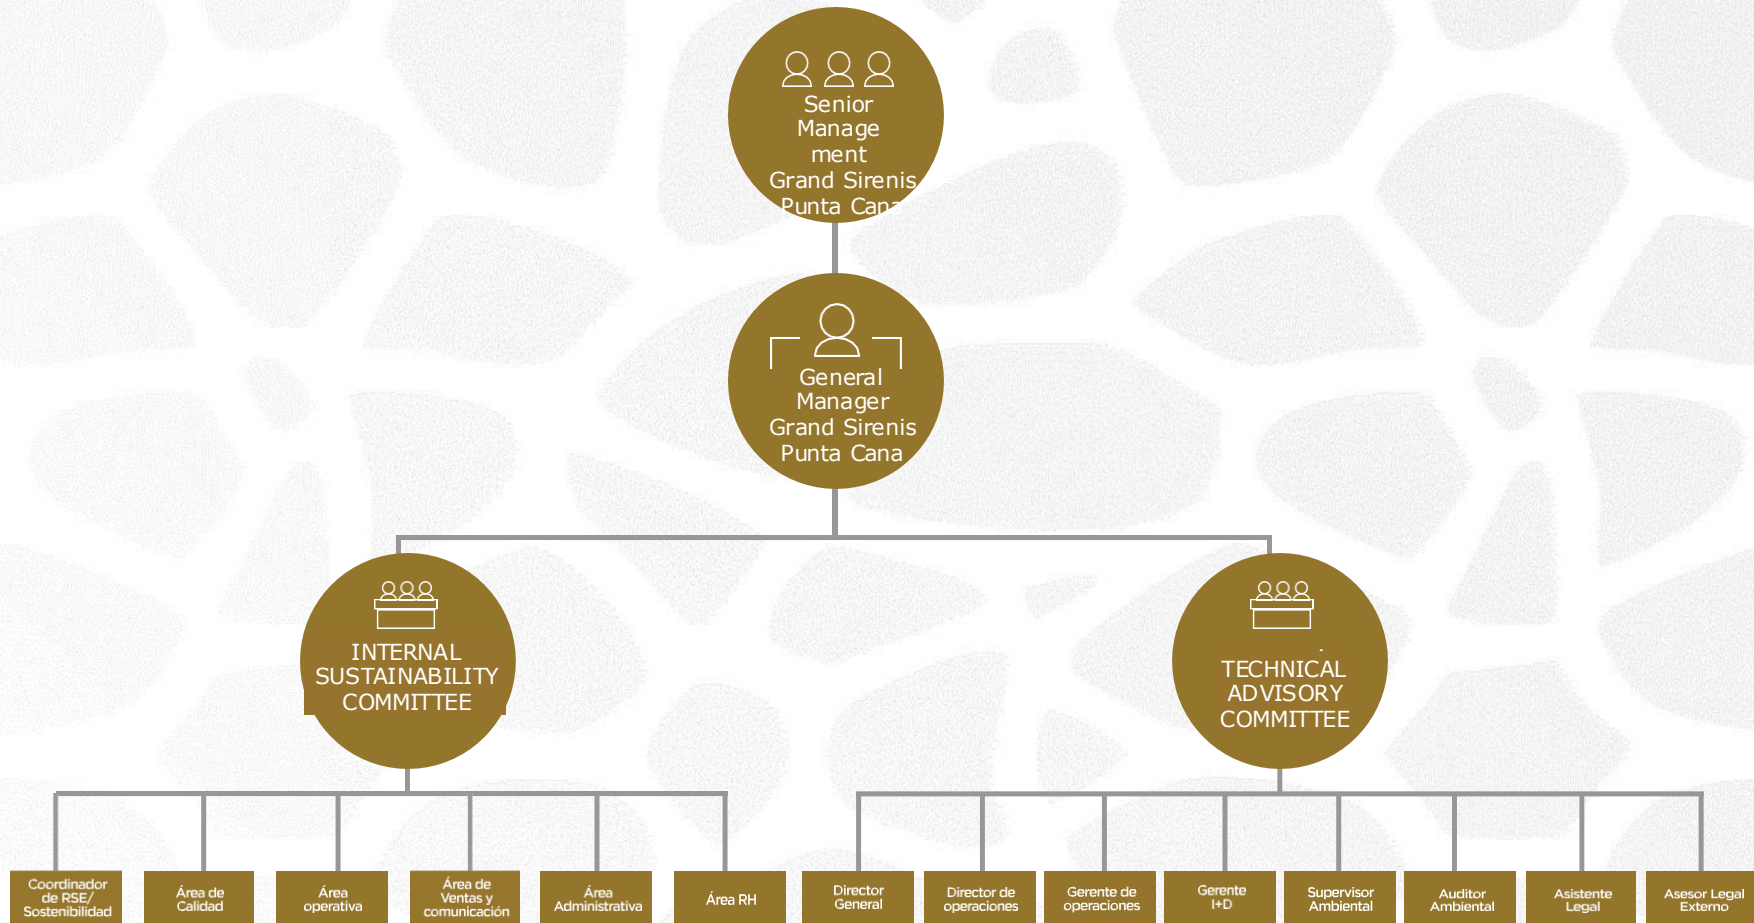 Senior
Manage
ment
Grand Sirenis
Punta Cana
General
Manager
Grand Sirenis
Punta Cana
INTERNAL
SUSTAINABILITY
COMMITTEE
TECHNICAL
ADVISORY
COMMITTEE
Coordinador
de RSE/
Sostenibilidad
Área de
Calidad
Área
operativa
Área de
Ventas y
comunicación
Área
Administrativa
Área RH
Director
General
Director de
operaciones
Gerente de
operaciones
Gerente
I+D
Supervisor
Ambiental
Auditor
Ambiental
Asistente
Legal
Asesor Legal
Externo